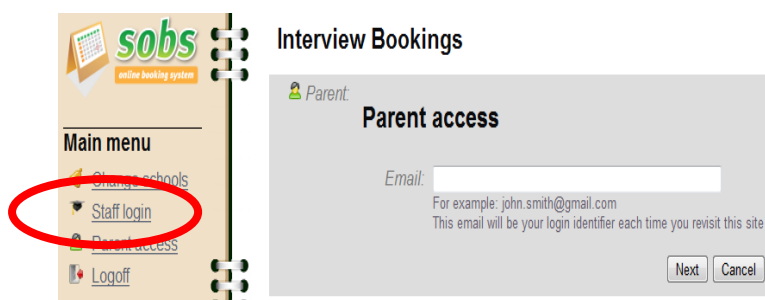 sobs
online booking system
Main menu
Change schools
Staff login
Parent access
Logoff
Interview Bookings
Parent:
Parent access
Email:
For example: john.smith@gmail.com
This email will be your login identifier each time you revisit this site
Next Cancel